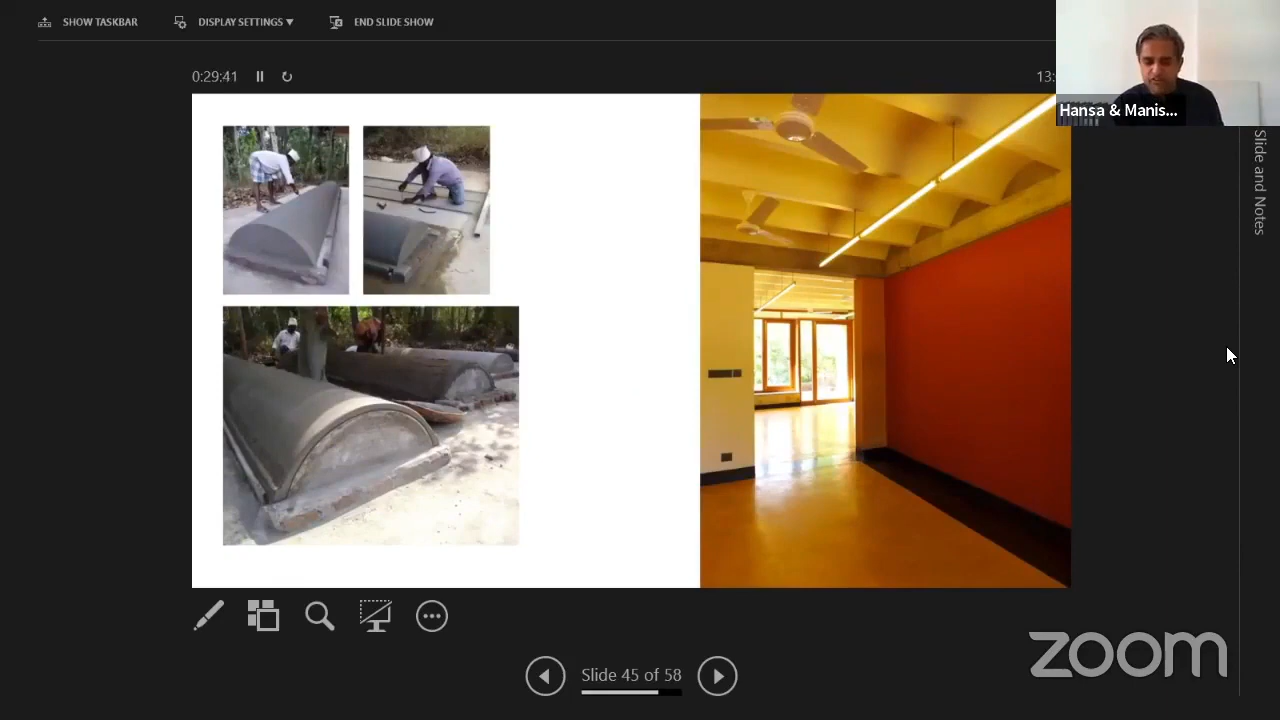 SHOW TASKBAR
DISPLAY SETTINGS ▼
END SLIDE SHOW
0:29:41
13:
Hansa & Manis...
Slide and Notes
Slide 45 of 58
zoom